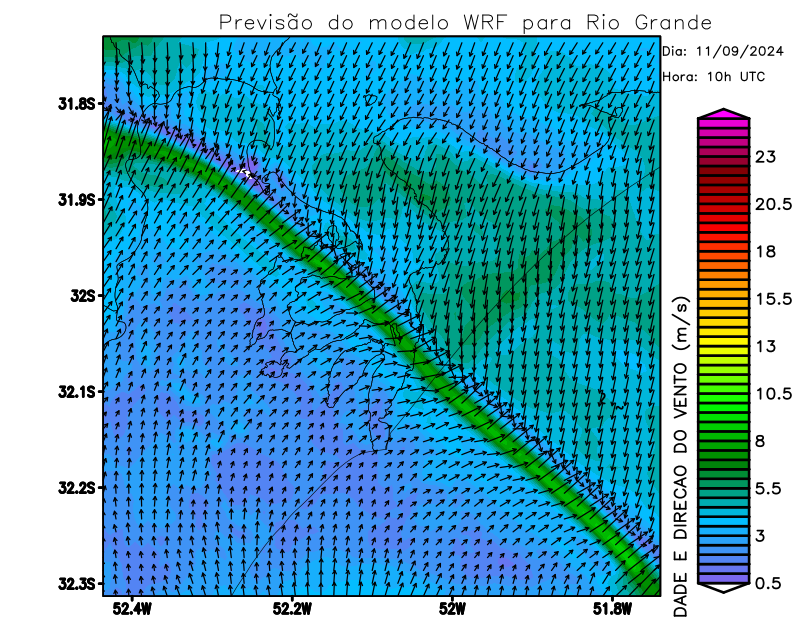 Previsão do modelo WRF para Rio Grande
Dia: 11/09/2024
Hora: 10h UTC
31.8S
31.9S
32S
32.1S
32.2S
32.3S
52.4W
52.2W
52W
51.8W
DADE E DIRECAO DO VENTO (m/s)
23
20.5
18
15.5
13
10.5
8
5.5
3
0.5